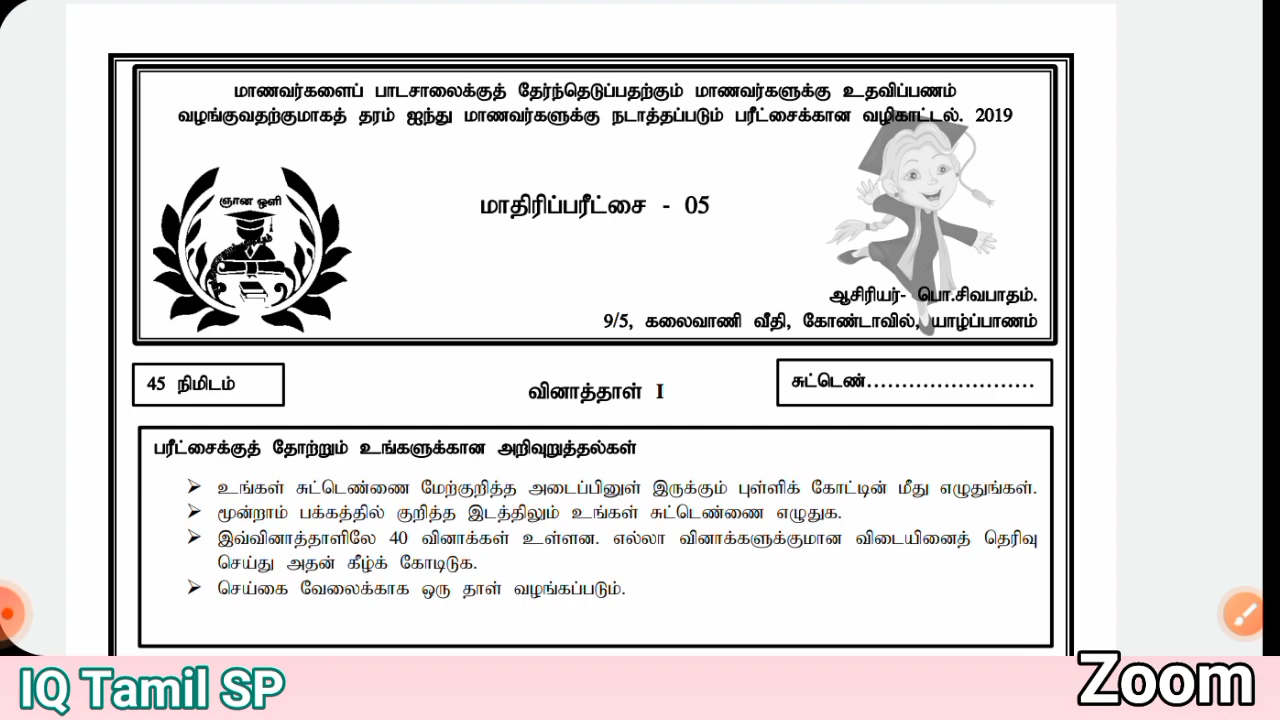 மாணவர்களைப் பாடசாலைக்குத் தேர்ந்தெடுப்பதற்கும் மாணவர்களுக்கு உதவிப்பணம்
வழங்குவதற்குமாகத் தரம் ஐந்து மாணவர்களுக்கு நடாத்தப்படும் பரீட்சைக்கான வழிகாட்டல். 2019
ஞான ஒளி
மாதிரிப்பரீட்சை - 05
ஆசிரியர்- பொ.சிவபாதம்.
9/5, கலைவாணி வீதி, கோண்டாவில், யாழ்ப்பாணம்
45 நிமிடம்
வினாத்தாள் I
சுட்டெண்........................
பரீட்சைக்குத் தோற்றும் உங்களுக்கான அறிவுறுத்தல்கள்
➢ உங்கள் சுட்டெண்ணை மேற்குறித்த அடைப்பினுள் இருக்கும் புள்ளிக் கோட்டின் மீது எழுதுங்கள்.
➢ மூன்றாம் பக்கத்தில் குறித்த இடத்திலும் உங்கள் சுட்டெண்ணை எழுதுக.
➢ இவ்வினாத்தாளிலே 40 வினாக்கள் உள்ளன. எல்லா வினாக்களுக்குமான விடையினைத் தெரிவு
செய்து அதன் கீழ்க் கோடிடுக.
➢ செய்கை வேலைக்காக ஒரு தாள் வழங்கப்படும்.
IQ Tamil SP
Zoom